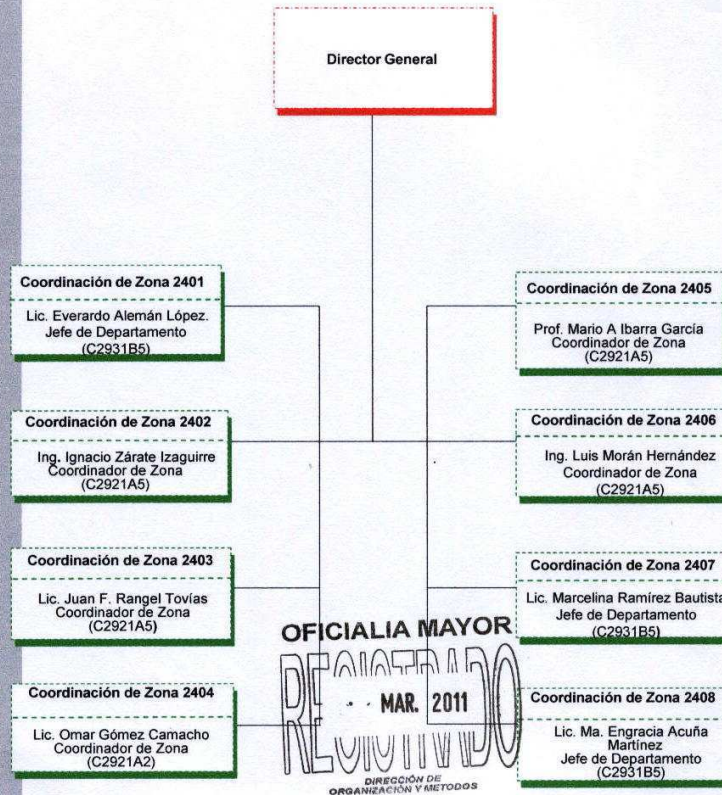 Director General
Coordinación de Zona 2401
Lic. Everardo Alemán López.
Jefe de Departamento
(C2931B5)
Coordinación de Zona 2402
Ing. Ignacio Zárate Izaguirre
Coordinador de Zona
(C2921A5)
Coordinación de Zona 2403
Lic. Juan F. Rangel Tovías
Coordinador de Zona
(C2921A5)
Coordinación de Zona 2404
Lic. Omar Gómez Camacho
Coordinador de Zona
(C2921A2)
Coordinación de Zona 2405
Prof. Mario A Ibarra García
Coordinador de Zona
(C2921A5)
Coordinación de Zona 2406
Ing. Luis Morán Hernández
Coordinador de Zona
(C2921A5)
Coordinación de Zona 2407
Lic. Marcelina Ramírez Bautista
Jefe de Departamento
(C2931B5)
Coordinación de Zona 2408
Lic. Ma. Engracia Acuña
Martínez
Jefe de Departamento
(C2931B5)
OFICIALIA MAYOR
REGISTRADO
MAR. 2011
DIRECCIÓN DE
ORGANIZACIÓN Y METODOS